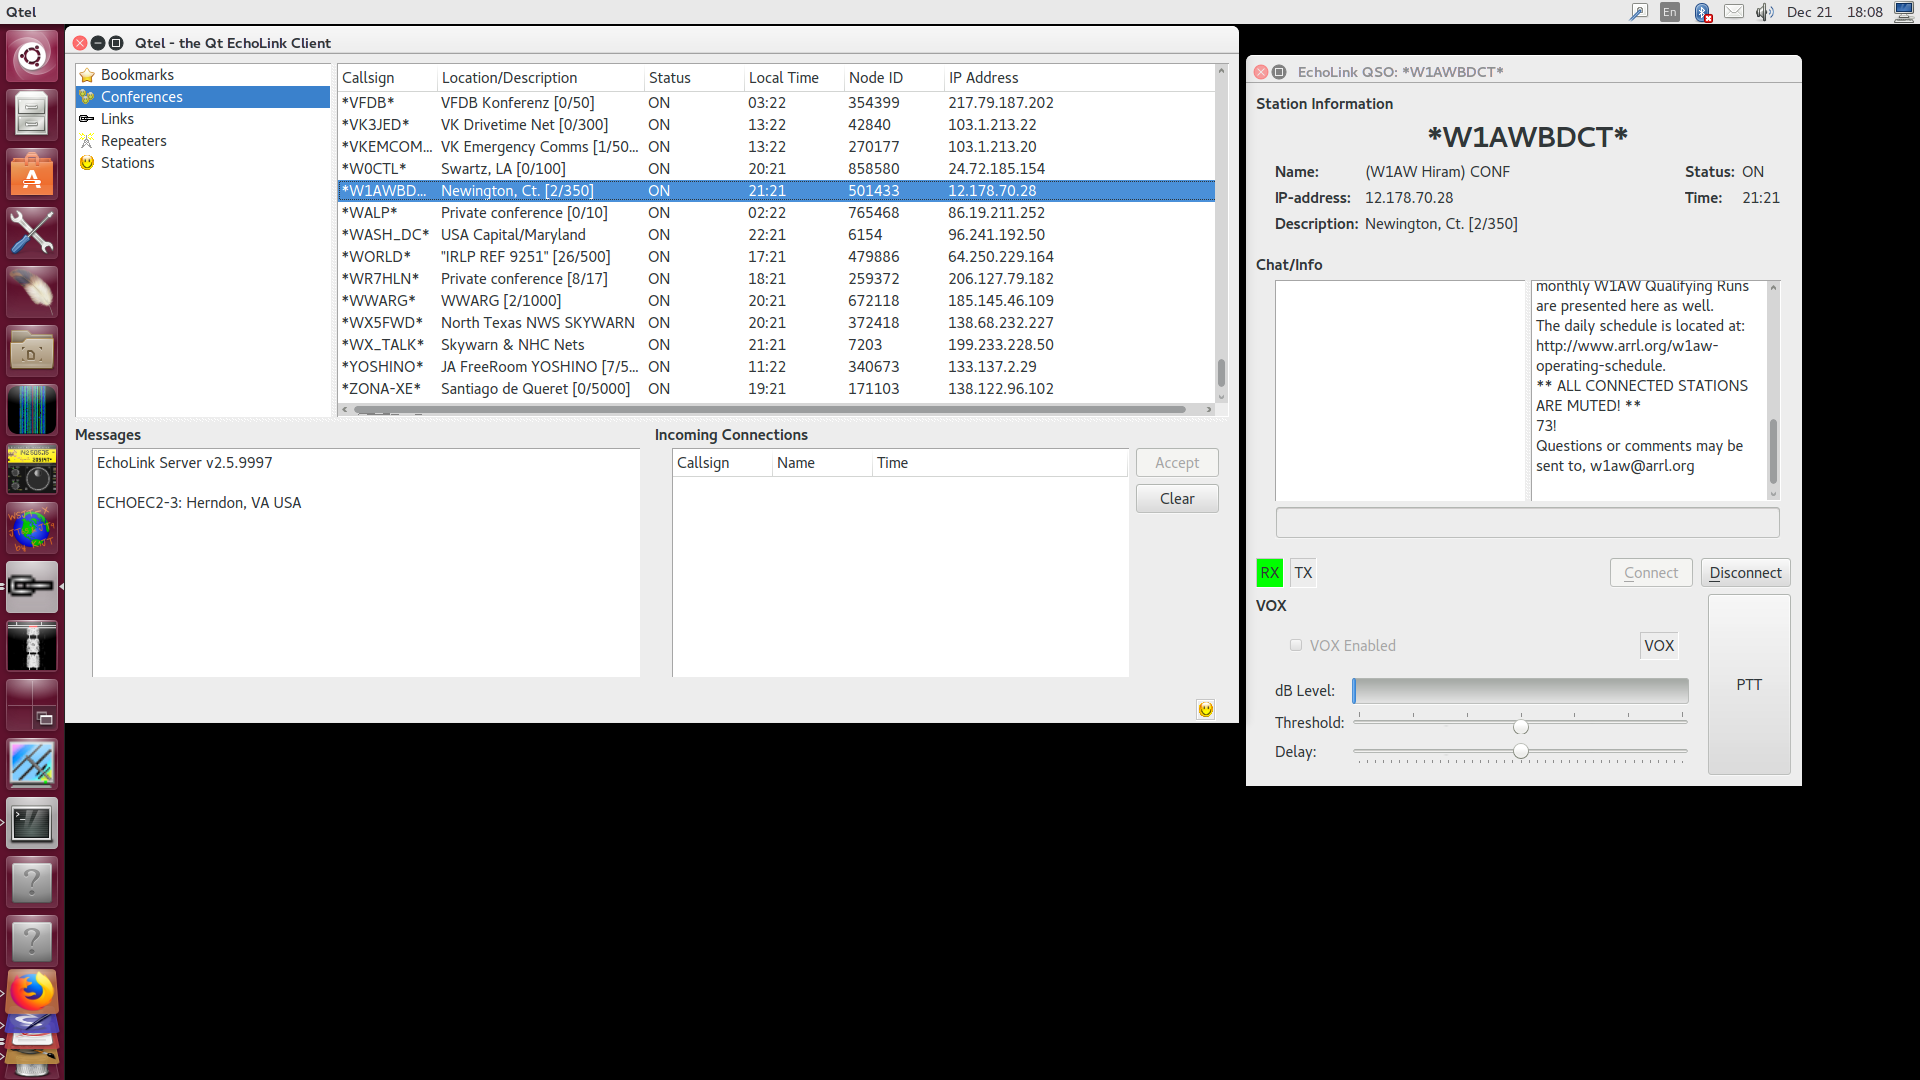 Qtel
En
Dec 21 18:08
Qtel - the Qt EchoLink Client
Bookmarks
Conferences
Links
Repeaters
Stations
Callsign Location/Description Status Local Time Node ID IP Address
*VFDB* VFDB Konferenz [0/50] ON 03:22 354399 217.79.187.202
*VK3JED* VK Drivetime Net [0/300] ON 13:22 42840 103.1.213.22
*VKEMCOM... VK Emergency Comms [1/50... ON 13:22 270177 103.1.213.20
*W0CTL* Swartz, LA [0/100] ON 20:21 858580 24.72.185.154
*W1AWBD... Newington, Ct. [2/350] ON 21:21 501433 12.178.70.28
*WALP* Private conference [0/10] ON 02:22 765468 86.19.211.252
*WASH_DC* USA Capital/Maryland ON 22:21 6154 96.241.192.50
*WORLD* "IRLP REF 9251" [26/500] ON 17:21 479886 64.250.229.164
*WR7HLN* Private conference [8/17] ON 18:21 259372 206.127.79.182
*WWARG* WWARG [2/1000] ON 20:21 672118 185.145.46.109
*WX5FWD* North Texas NWS SKYWARN ON 20:21 372418 138.68.232.227
*WX_TALK* Skywarn & NHC Nets ON 21:21 7203 199.233.228.50
*YOSHINO* JA FreeRoom YOSHINO [7/5... ON 11:22 340673 133.137.2.29
*ZONA-XE* Santiago de Queret [0/5000] ON 19:21 171103 138.122.96.102
Messages
EchoLink Server v2.5.9997
ECHOEC2-3: Herndon, VA USA
Incoming Connections
Callsign Name Time
Accept
Clear
EchoLink QSO: *W1AWBDCT*
Station Information
*W1AWBDCT*
Name: (W1AW Hiram) CONF Status: ON
IP-address: 12.178.70.28 Time: 21:21
Description: Newington, Ct. [2/350]
Chat/Info
monthly W1AW Qualifying Runs
are presented here as well.
The daily schedule is located at:
http://www.arrl.org/w1aw-
operating-schedule.
** ALL CONNECTED STATIONS
ARE MUTED! **
73!
Questions or comments may be
sent to, w1aw@arrl.org
RX TX Connect Disconnect
VOX
VOX Enabled VOX
dB Level:
Threshold:
Delay:
PTT